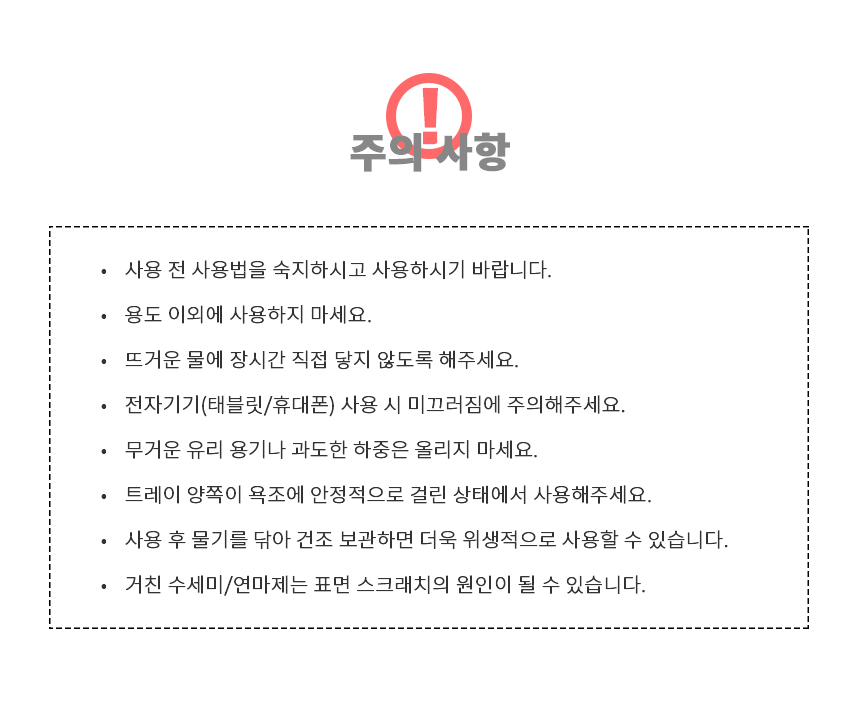 주의 사항
• 사용 전 사용법을 숙지하시고 사용하시기 바랍니다.
• 용도 이외에 사용하지 마세요.
• 뜨거운 물에 장시간 직접 닿지 않도록 해주세요.
• 전자기기(태블릿/휴대폰) 사용 시 미끄러짐에 주의해주세요.
• 무거운 유리 용기나 과도한 하중은 올리지 마세요.
• 트레이 양쪽이 욕조에 안정적으로 걸린 상태에서 사용해주세요.
• 사용 후 물기를 닦아 건조 보관하면 더욱 위생적으로 사용할 수 있습니다.
• 거친 수세미/연마제는 표면 스크래치의 원인이 될 수 있습니다.